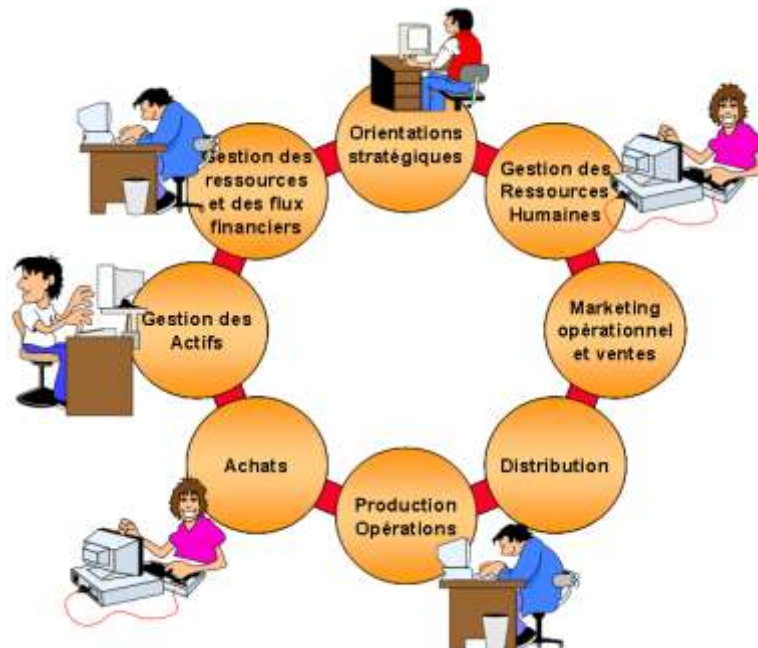 Orientations
stratégiques
Gestion des
Ressources
Humaines
Marketing
opérationnel
et ventes
Distribution
Production
Opérations
Achats
Gestion des
Actifs
Gestion des
ressources
et des flux
financiers